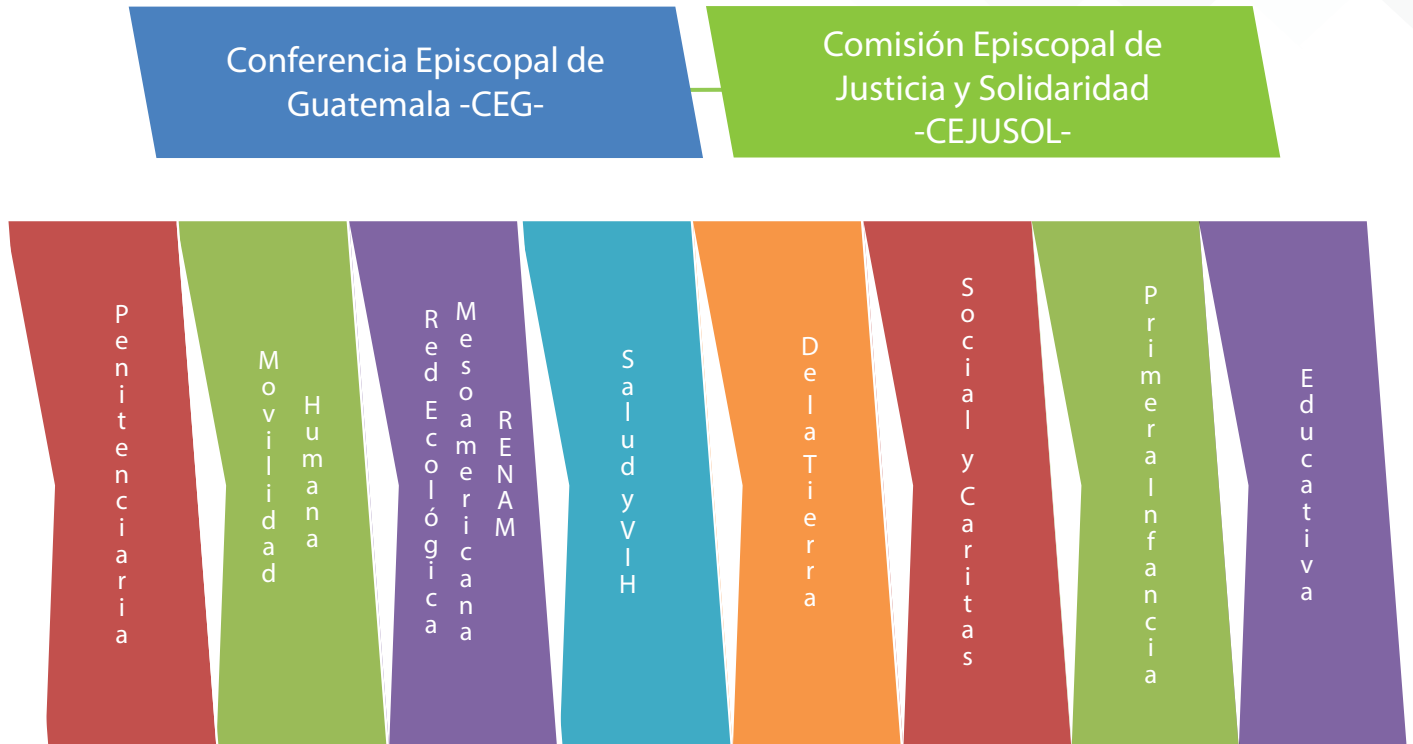 Conferencia Episcopal de
Guatemala -CEG-
Comisión Episcopal de
Justicia y Solidaridad
-CEJUSOL-
Penitenciaria
Movilidad
Humana
Red Ecológica
Mesoamericana
RENAM
Salud y VIH
De la Tierra
Social y Caritas
Primera Infancia
Educativa